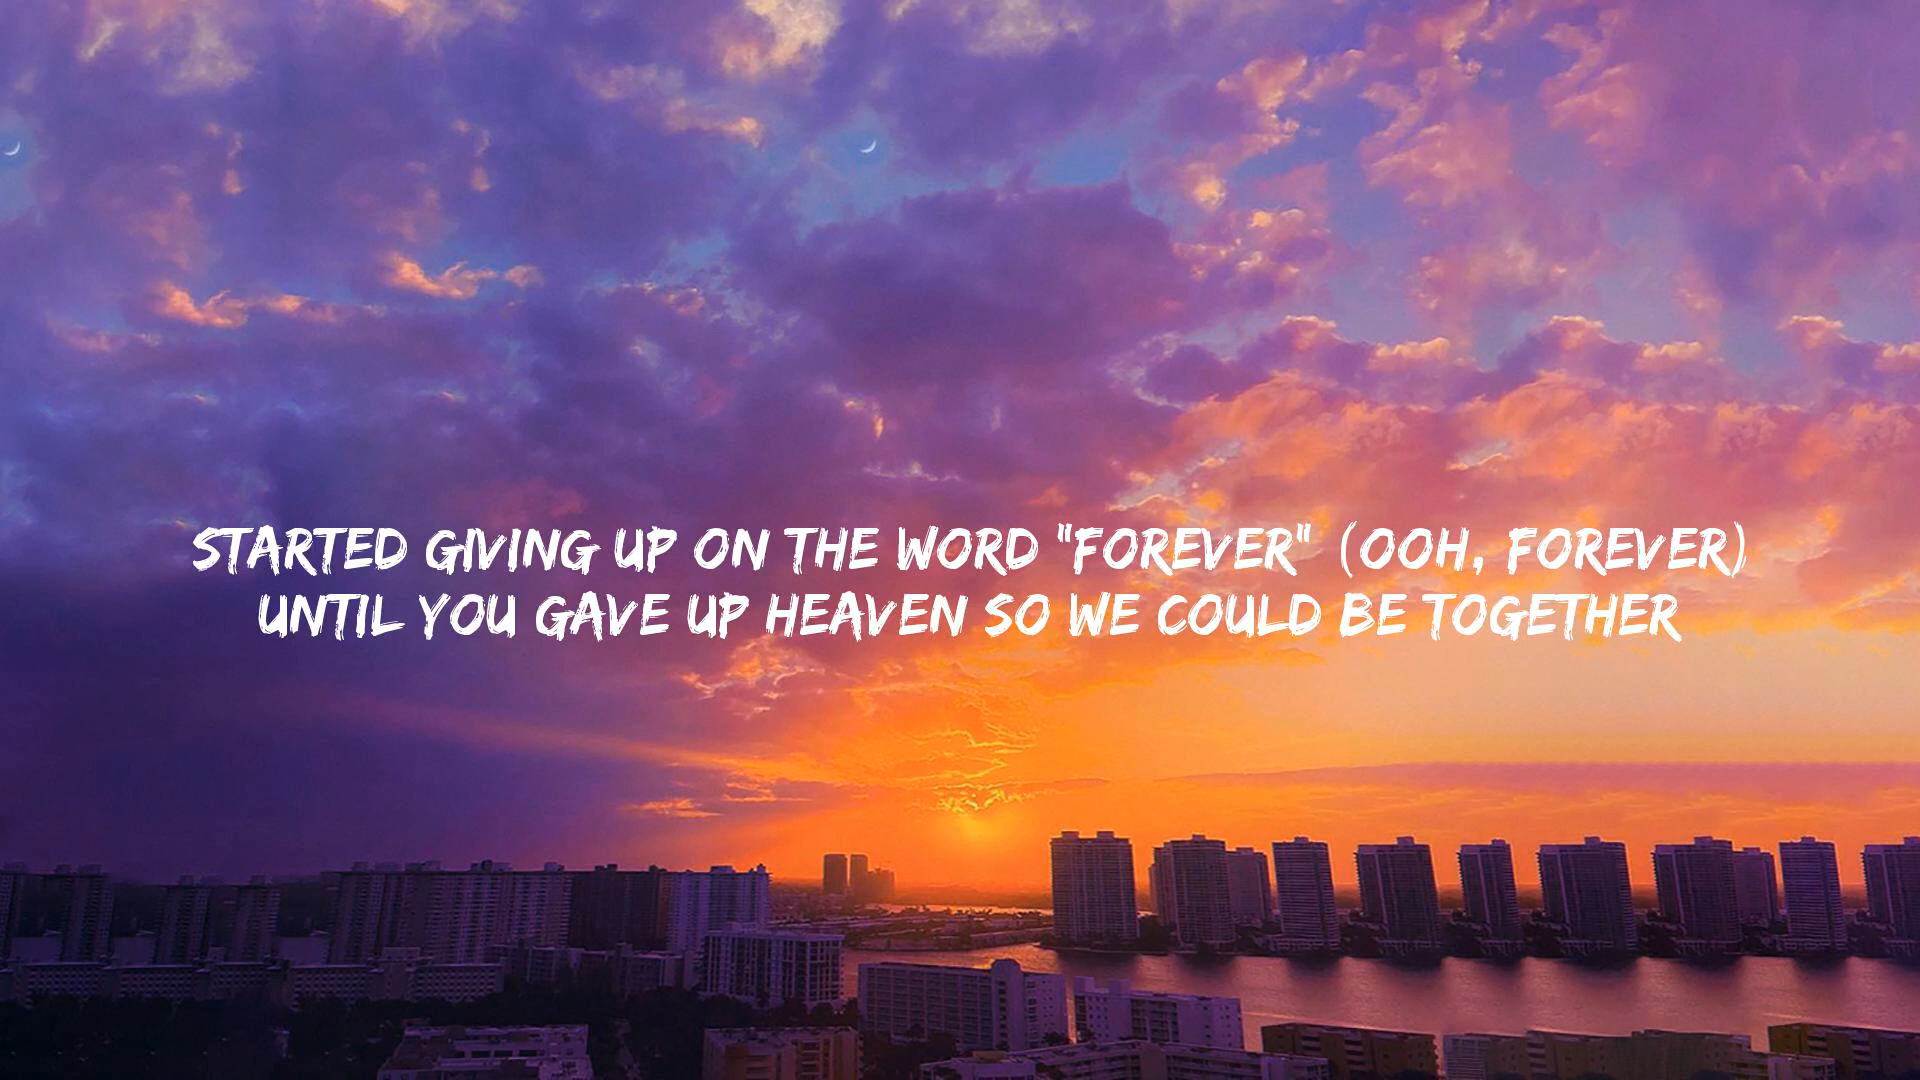 STARTED GIVING UP ON THE WORD "FOREVER" (OOH, FOREVER)
UNTIL YOU GAVE UP HEAVEN SO WE COULD BE TOGETHER